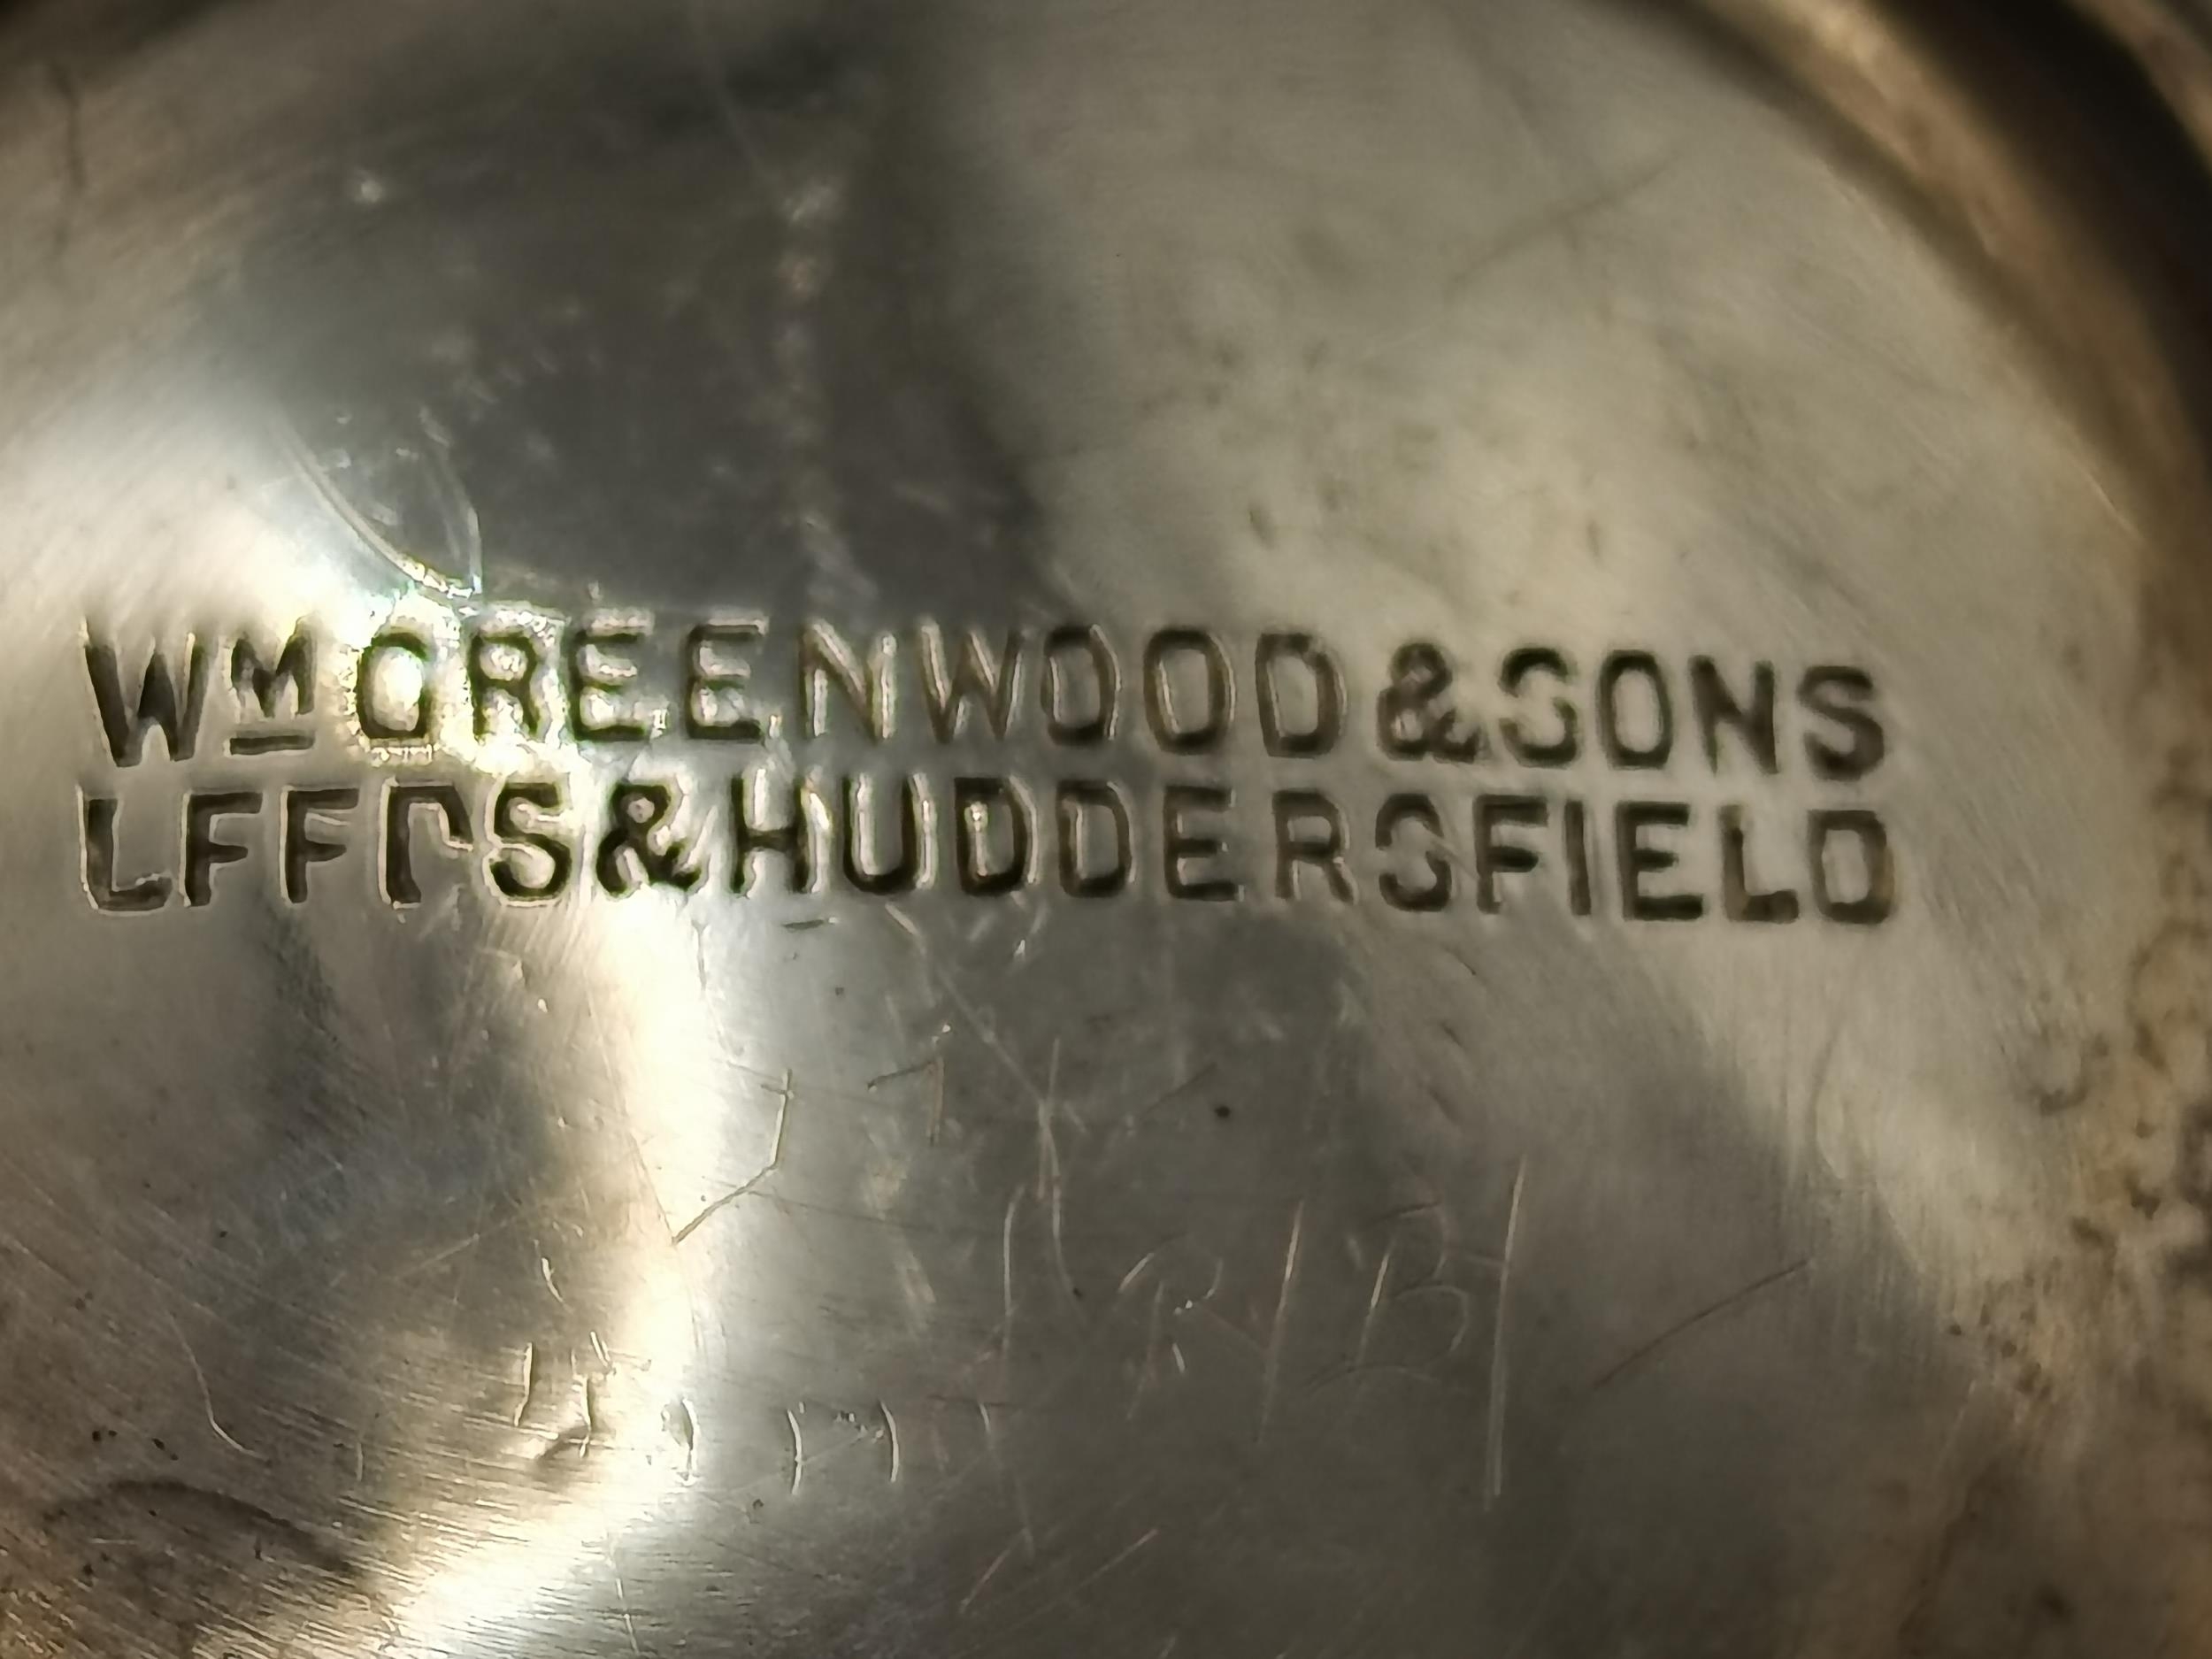 WM GREENWOOD & SONS
LEEDS & HUDDERSFIELD